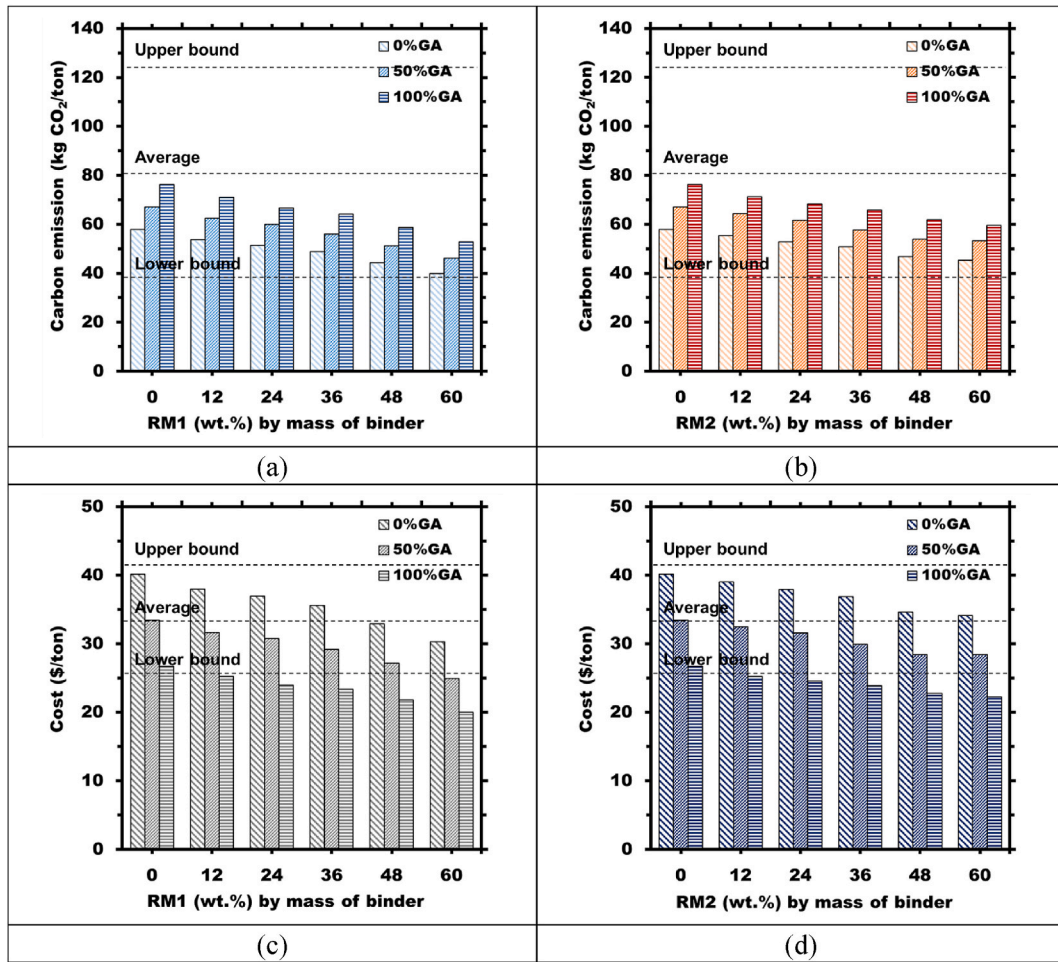 140
120
100
80
60
40
20
0
Carbon emission (kg CO₂/ton)
Upper bound
Average
Lower bound
0%GA
50%GA
100%GA
0 12 24 36 48 60
RM1 (wt.%) by mass of binder
(a)
140
120
100
80
60
40
20
0
Carbon emission (kg CO₂/ton)
Upper bound
Average
Lower bound
0%GA
50%GA
100%GA
0 12 24 36 48 60
RM2 (wt.%) by mass of binder
(b)
50
40
30
20
10
0
Cost ($/ton)
Upper bound
Average
Lower bound
0%GA
50%GA
100%GA
0 12 24 36 48 60
RM1 (wt.%) by mass of binder
(c)
50
40
30
20
10
0
Cost ($/ton)
Upper bound
Average
Lower bound
0%GA
50%GA
100%GA
0 12 24 36 48 60
RM2 (wt.%) by mass of binder
(d)